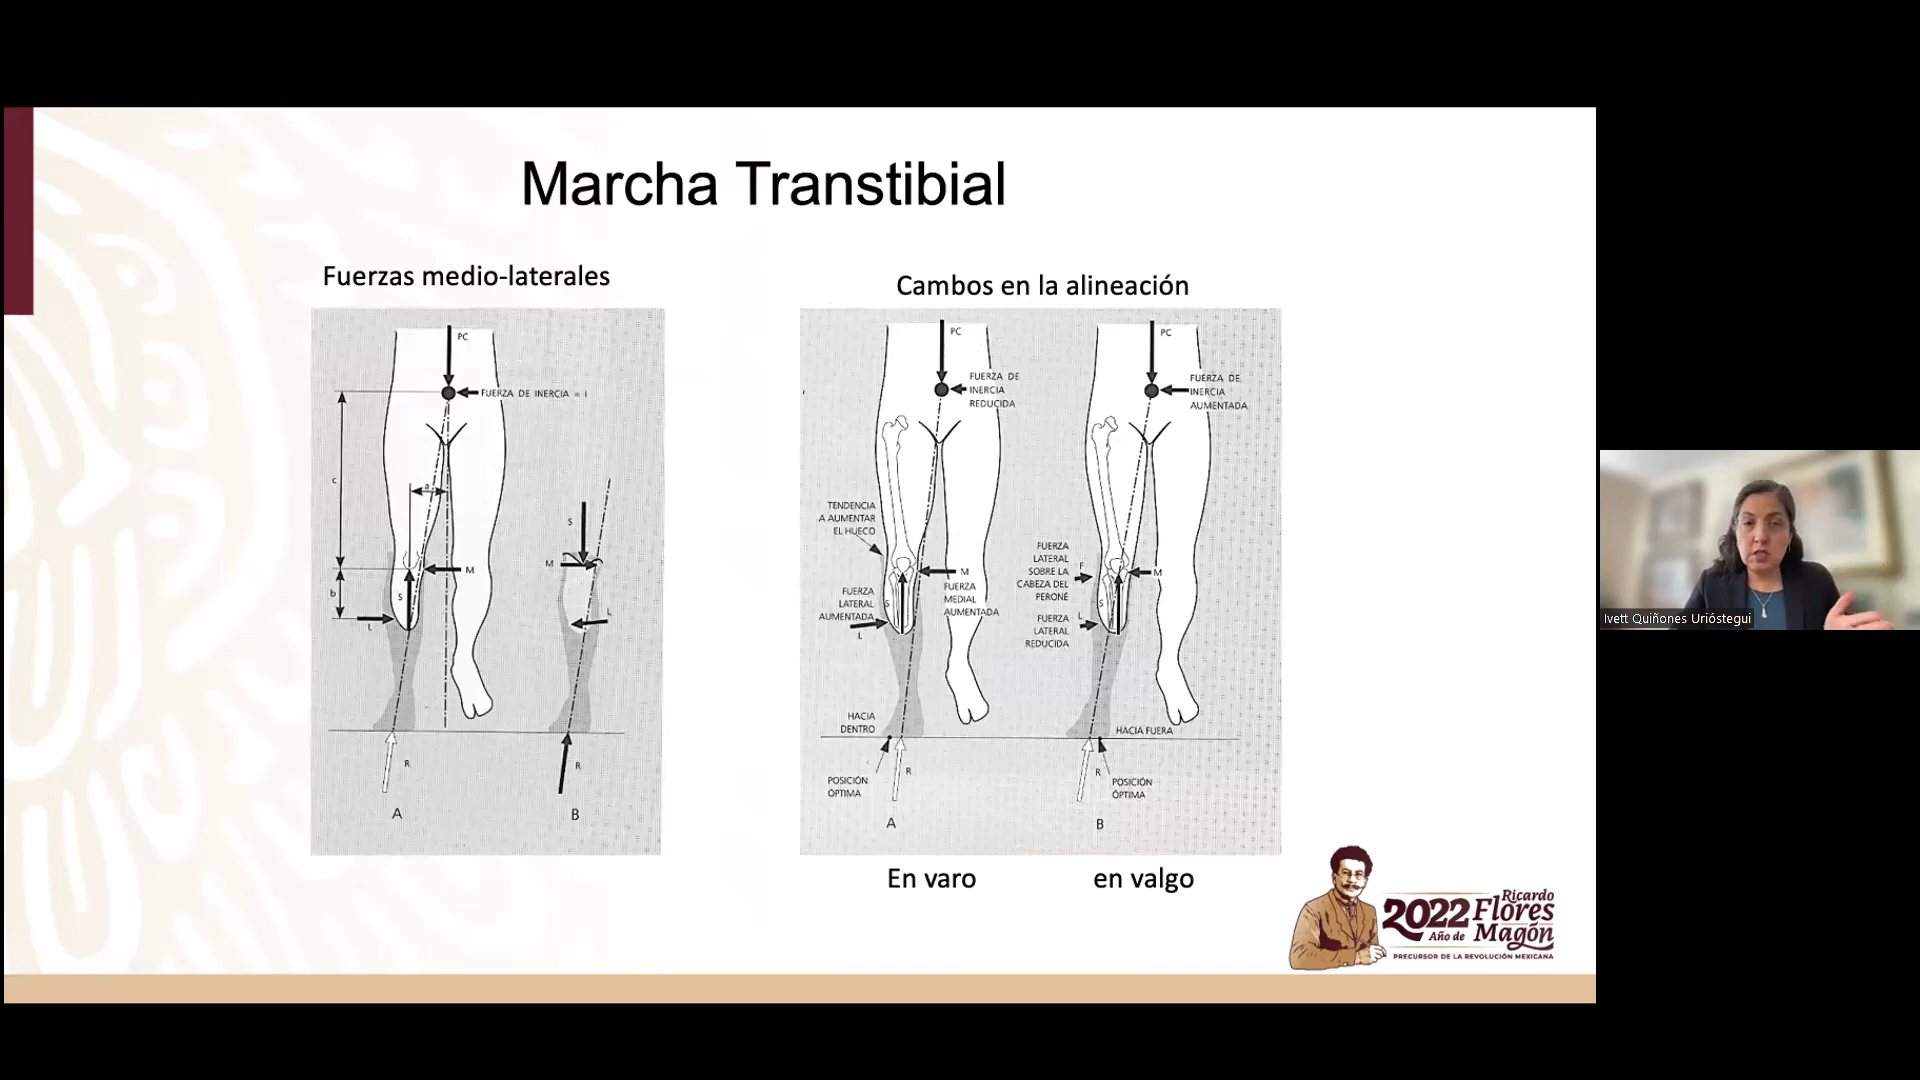 Marcha Transtibial
Fuerzas medio-laterales
PC
FUERZA DE INERCIA = I
c
a
S
M
M
b
S
L
L
R
R
A
B
Cambos en la alineación
PC
FUERZA DE
INERCIA
REDUCIDA
TENDENCIA
A AUMENTAR
EL HUECO
M
FUERZA
MEDIAL
AUMENTADA
FUERZA
LATERAL
AUMENTADA
L
S
HACIA
DENTRO
POSICIÓN
ÓPTIMA
R
A
PC
FUERZA DE
INERCIA
AUMENTADA
FUERZA
LATERAL
SOBRE LA
CABEZA DEL
PERONÉ
F
M
L
S
FUERZA
LATERAL
REDUCIDA
HACIA FUERA
R
POSICIÓN
ÓPTIMA
B
En varo
en valgo
2022 Ricardo
Año de Flores
Magón
PRECURSOR DE LA REVOLUCIÓN MEXICANA
Ivett Quiñones Urióstegui